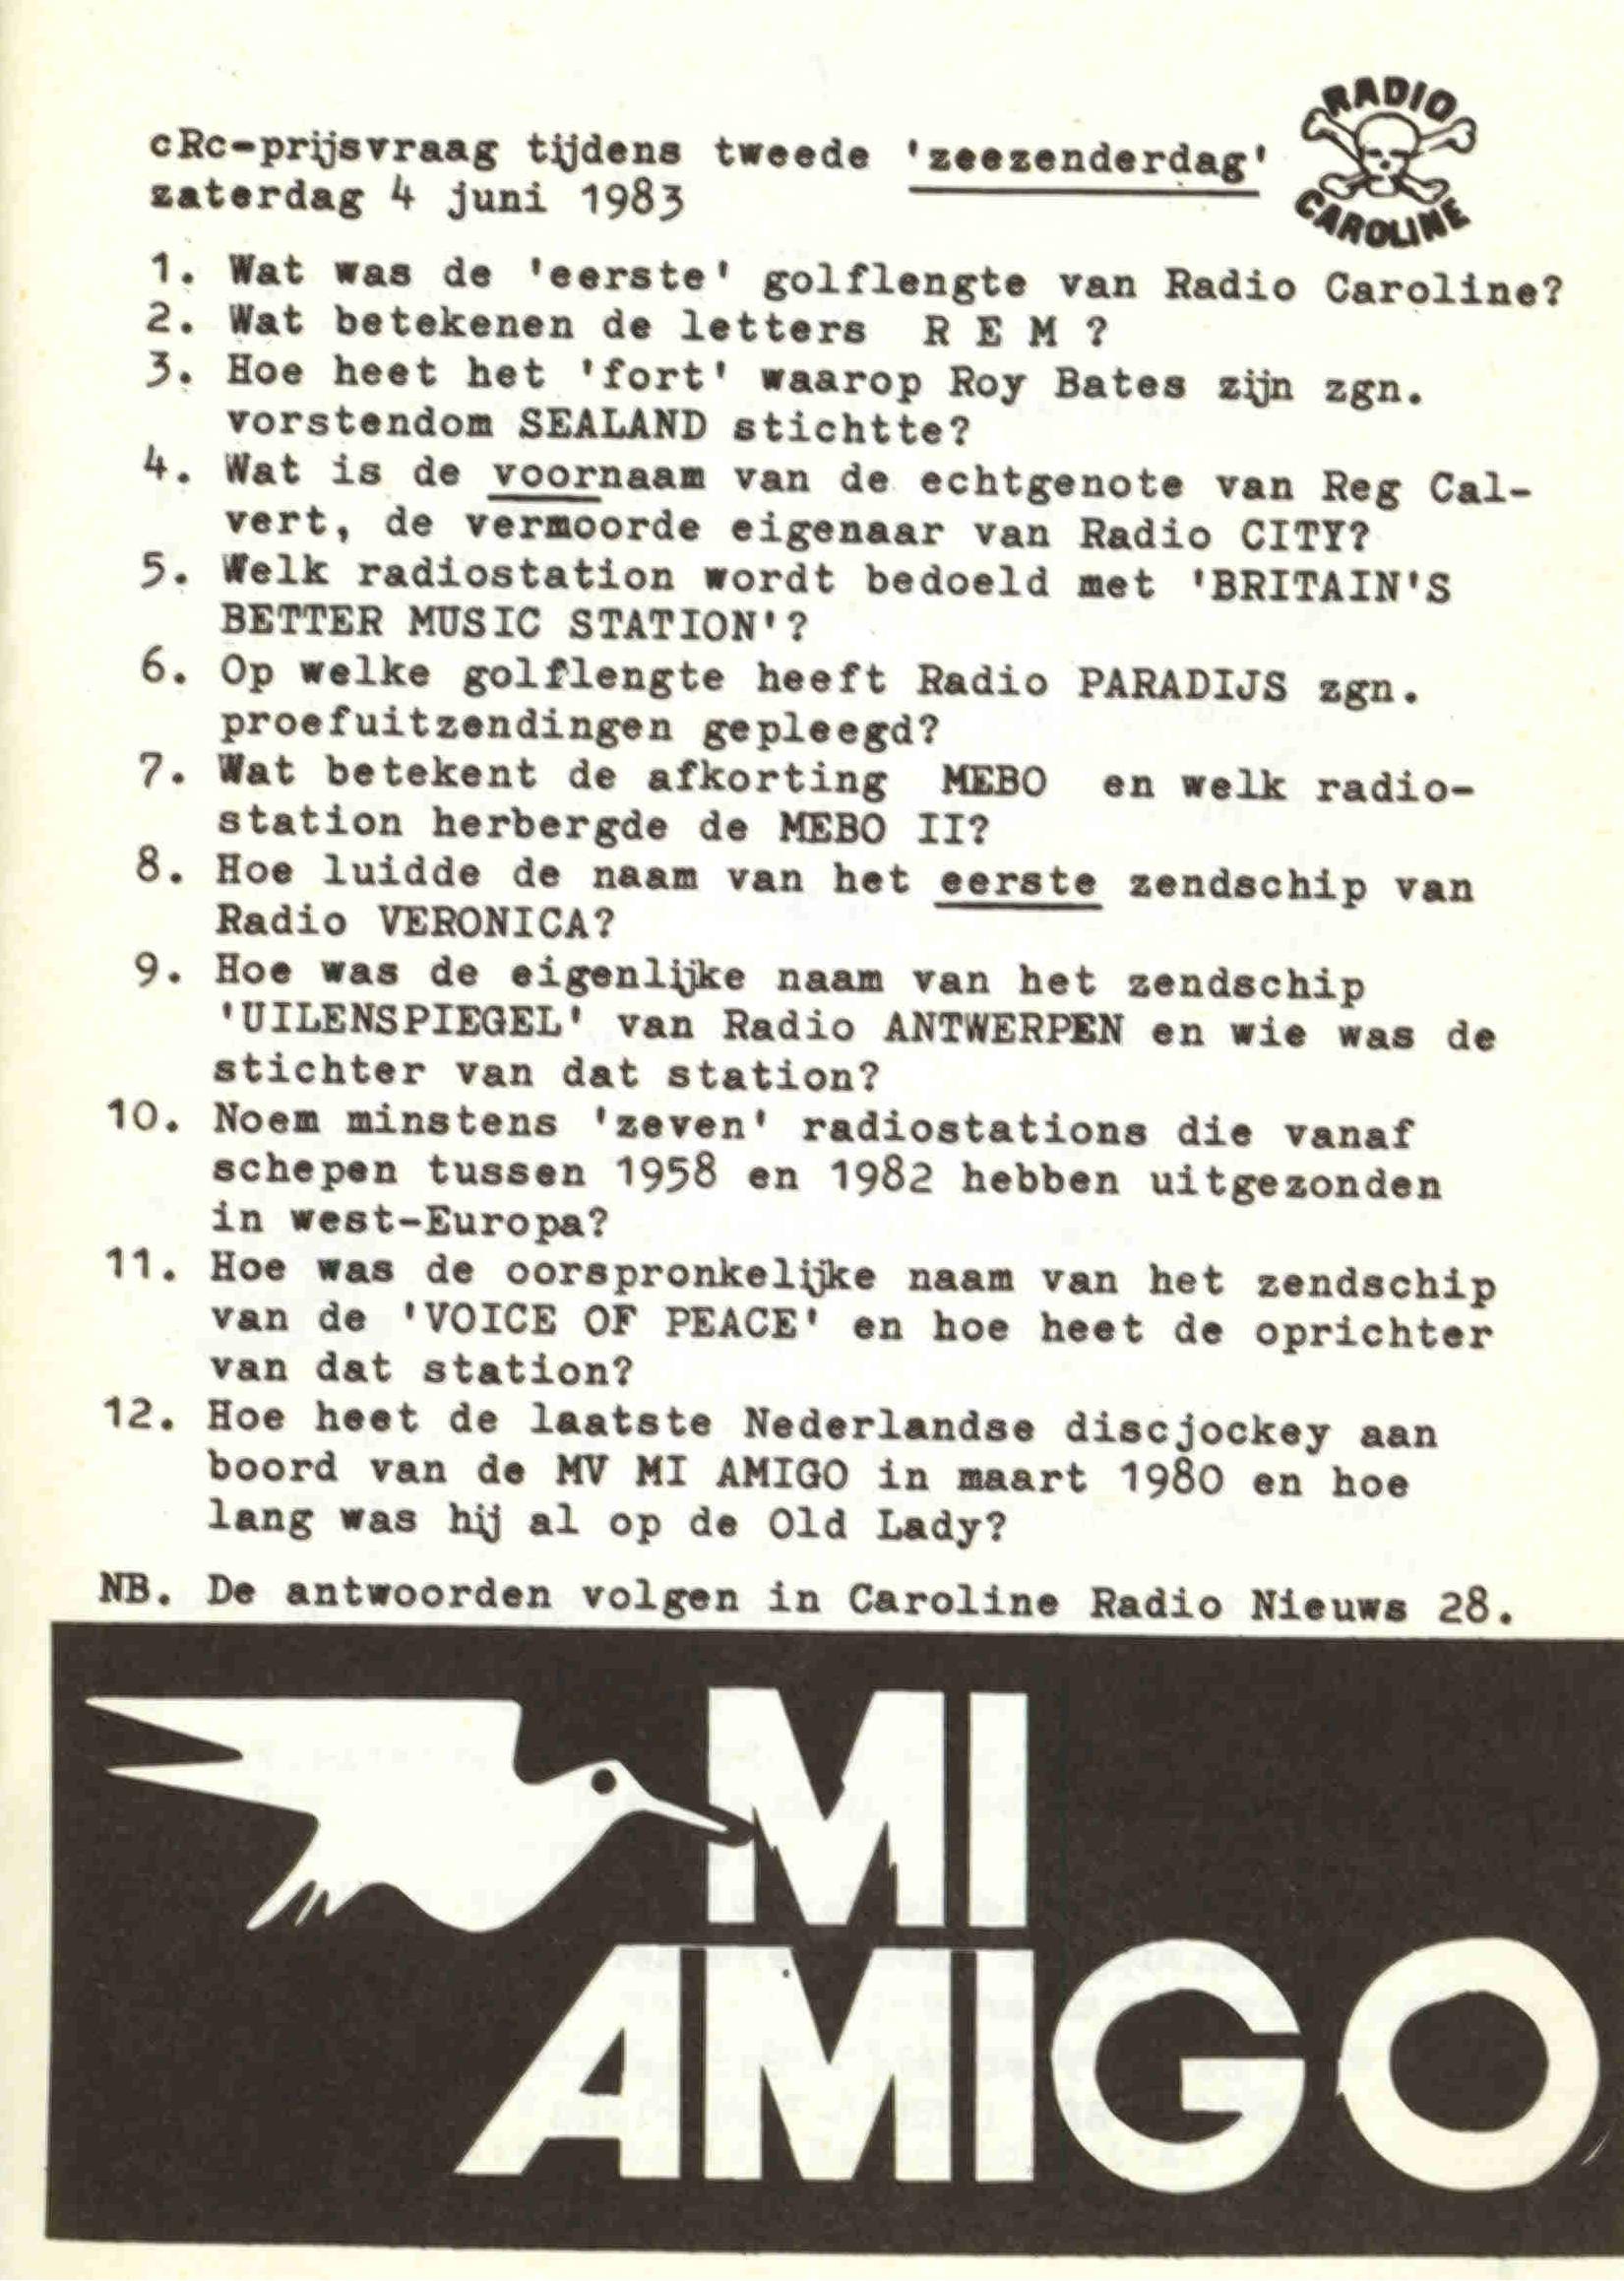 RADIO
CAROLINE
cRc-prijsvraag tijdens tweede 'zeezenderdag'
zaterdag 4 juni 1983
1. Wat was de 'eerste' golflengte van Radio Caroline?
2. Wat betekenen de letters R E M ?
3. Hoe heet het 'fort' waarop Roy Bates zijn zgn.
vorstendom SEALAND stichtte?
4. Wat is de voornaam van de echtgenote van Reg Cal-
vert, de vermoorde eigenaar van Radio CITY?
5. Welk radiostation wordt bedoeld met 'BRITAIN'S
BETTER MUSIC STATION'?
6. Op welke golflengte heeft Radio PARADIJS zgn.
proefuitzendingen gepleegd?
7. Wat betekent de afkorting MEBO en welk radio-
station herbergde de MEBO II?
8. Hoe luidde de naam van het eerste zendschip van
Radio VERONICA?
9. Hoe was de eigenlijke naam van het zendschip
'UILENSPIEGEL' van Radio ANTWERPEN en wie was de
stichter van dat station?
10. Noem minstens 'zeven' radiostations die vanaf
schepen tussen 1958 en 1982 hebben uitgezonden
in west-Europa?
11. Hoe was de oorspronkelijke naam van het zendschip
van de 'VOICE OF PEACE' en hoe heet de oprichter
van dat station?
12. Hoe heet de laatste Nederlandse discjockey aan
boord van de MV MI AMIGO in maart 1980 en hoe
lang was hij al op de Old Lady?
NB. De antwoorden volgen in Caroline Radio Nieuws 28.
MI
AMIGO